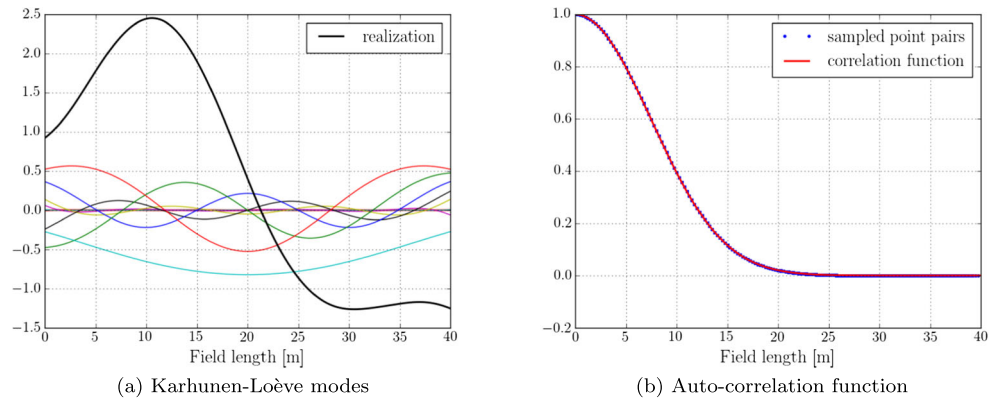 2.5
2.0
1.5
1.0
0.5
0.0
−0.5
−1.0
−1.5
0 5 10 15 20 25 30 35 40
realization
Field length [m]
(a) Karhunen-Loève modes
1.0
0.8
0.6
0.4
0.2
0.0
−0.2
0 5 10 15 20 25 30 35 40
sampled point pairs
correlation function
Field length [m]
(b) Auto-correlation function